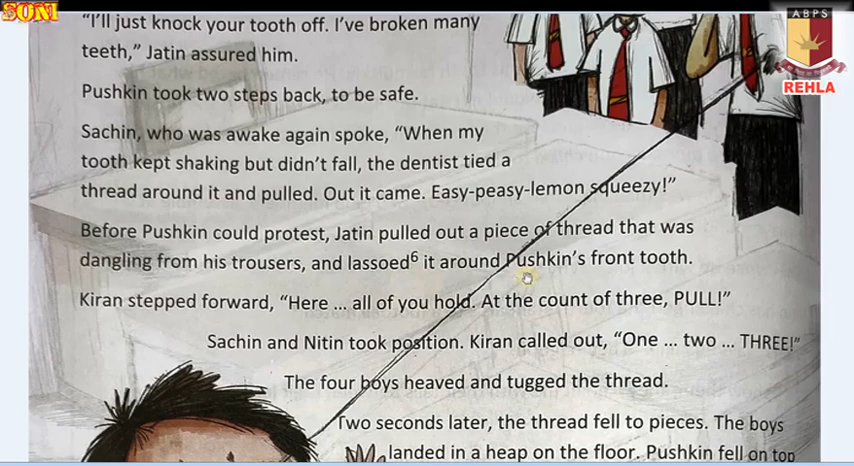 SONI
ABPS
REHLA
"I'll just knock your tooth off. I've broken many
teeth," Jatin assured him.
Pushkin took two steps back, to be safe.
Sachin, who was awake again spoke, "When my
tooth kept shaking but didn't fall, the dentist tied a
thread around it and pulled. Out it came. Easy-peasy-lemon squeezy!"
Before Pushkin could protest, Jatin pulled out a piece of thread that was
dangling from his trousers, and lassoed6 it around Pushkin's front tooth.
Kiran stepped forward, "Here ... all of you hold. At the count of three, PULL!"
Sachin and Nitin took position. Kiran called out, "One ... two ... THREE!"
The four boys heaved and tugged the thread.
Two seconds later, the thread fell to pieces. The boys
landed in a heap on the floor. Pushkin fell on top